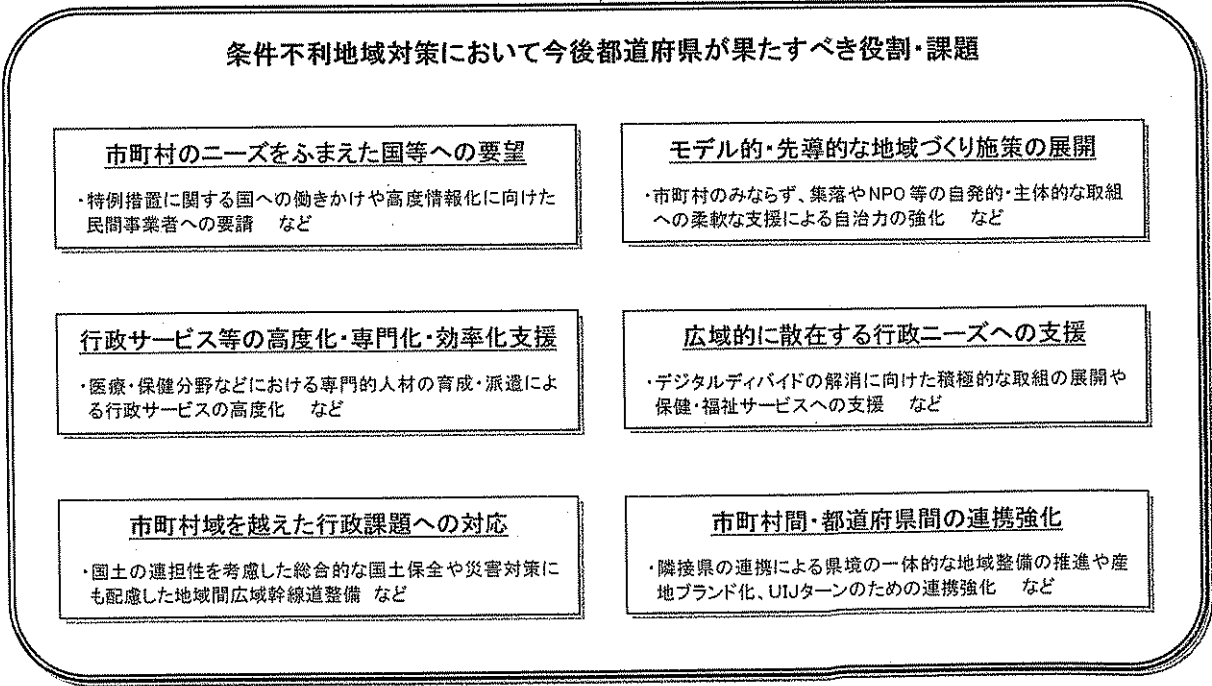 条件不利地域対策において今後都道府県が果たすべき役割・課題
市町村のニーズをふまえた国等への要望
・特例措置に関する国への働きかけや高度情報化に向けた
民間事業者への要請　など
モデル的・先導的な地域づくり施策の展開
・市町村のみならず、集落やNPO等の自発的・主体的な取組
への柔軟な支援による自治力の強化　など
行政サービス等の高度化・専門化・効率化支援
・医療・保健分野などにおける専門的人材の育成・派遣によ
る行政サービスの高度化　など
広域的に散在する行政ニーズへの支援
・デジタルディバイドの解消に向けた積極的な取組の展開や
保健・福祉サービスへの支援　など
市町村域を越えた行政課題への対応
・国土の連担性を考慮した総合的な国土保全や災害対策に
も配慮した地域間広域幹線道整備 など
市町村間・都道府県間の連携強化
・隣接県の連携による県境の一体的な地域整備の推進や産
地ブランド化、UIJターンのための連携強化　など